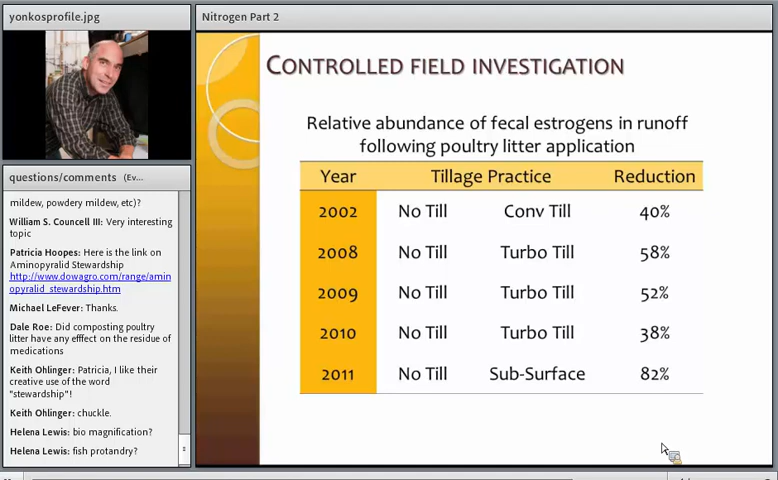 yonkosprofile.jpg
Nitrogen Part 2
CONTROLLED FIELD INVESTIGATION
Relative abundance of fecal estrogens in runoff
following poultry litter application
Year Tillage Practice Reduction
2002 No Till Conv Till 40%
2008 No Till Turbo Till 58%
2009 No Till Turbo Till 52%
2010 No Till Turbo Till 38%
2011 No Till Sub-Surface 82%
questions/comments (Ev...
mildew, powdery mildew, etc)?
William S. Councell III: Very interesting
topic
Patricia Hoopes: Here is the link on
Aminopyralid Stewardship
http://www.dowagro.com/range/amin
opyralid_stewardship.htm
Michael LeFever: Thanks.
Dale Roe: Did composting poultry
litter have any efffect on the residue of
medications
Keith Ohlinger: Patricia, I like their
creative use of the word
"stewardship"!
Keith Ohlinger: chuckle.
Helena Lewis: bio magnification?
Helena Lewis: fish protandry?